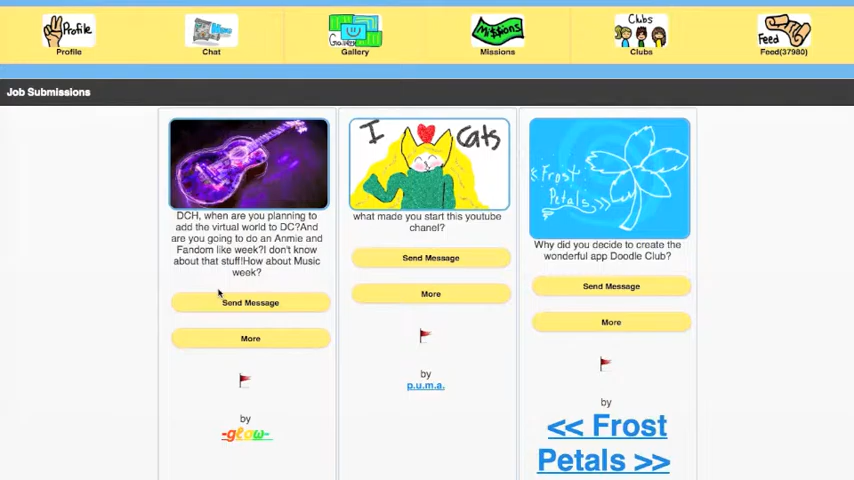 Profile
Mi$$ions
Clubs
Feed
Profile
Chat
Gallery
Missions
Clubs
Feed(37980)
Job Submissions
I Cats
<< Frost
Petals >>>
DCH, when are you planning to
add the virtual world to DC?And
are you going to do an Anmie and
Fandom like week?I don't know
about that stuff!How about Music
week?
Send Message
More
by
-glow-
what made you start this youtube
chanel?
Send Message
More
by
p.u.m.a.
Why did you decide to create the
wonderful app Doodle Club?
Send Message
More
by
<< Frost
Petals >>